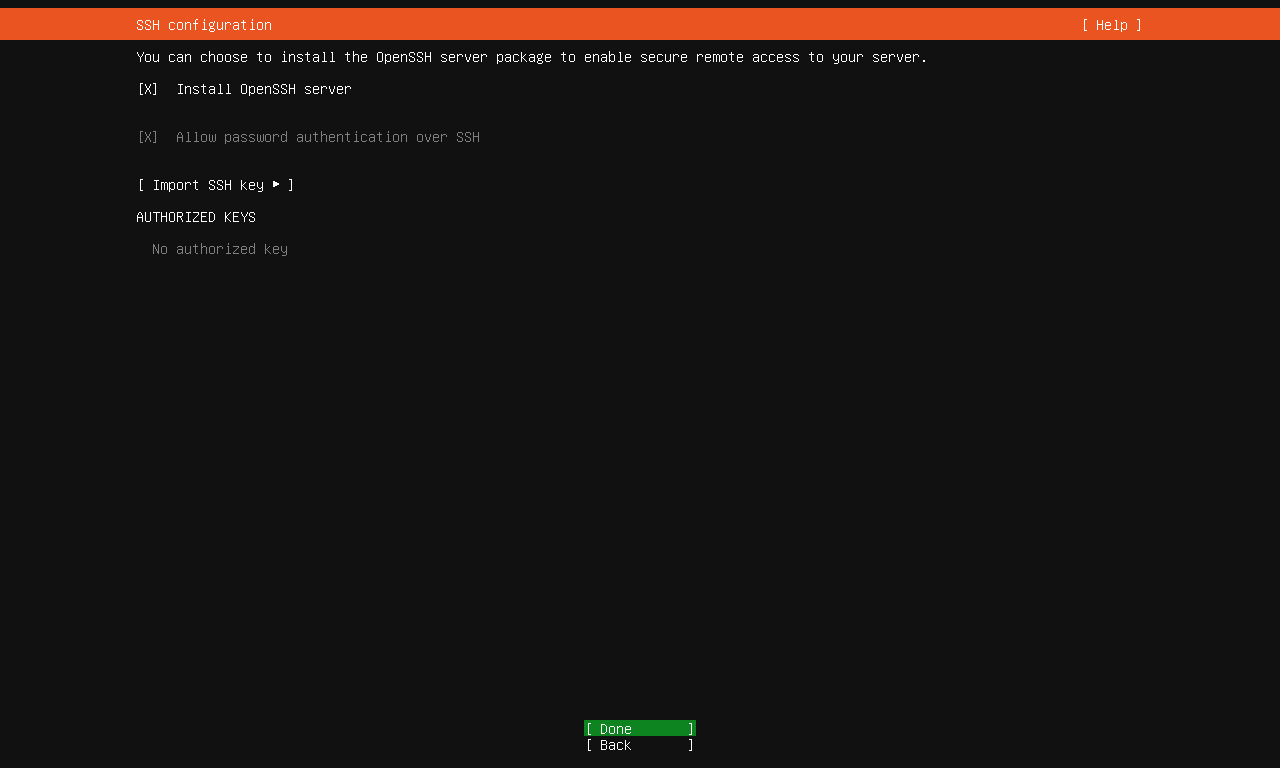 SSH configuration [ Help ]
You can choose to install the OpenSSH server package to enable secure remote access to your server.
[X] Install OpenSSH server
[X] Allow password authentication over SSH
[ Import SSH key ▸ ]
AUTHORIZED KEYS
No authorized key
[ Done ]
[ Back ]